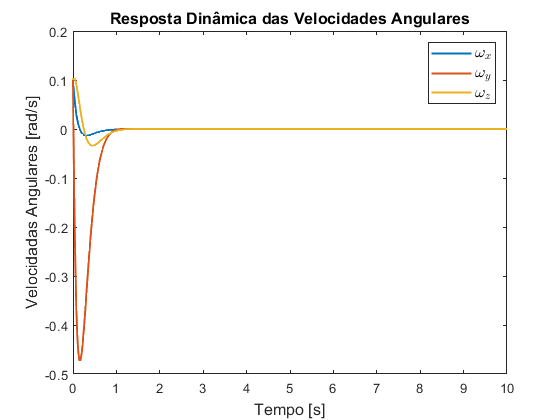 Resposta Dinâmica das Velocidades Angulares
0.2
0.1
0
-0.1
-0.2
-0.3
-0.4
-0.5
Velocidadas Angulares [rad/s]
ωx
ωy
ωz
0 1 2 3 4 5 6 7 8 9 10
Tempo [s]